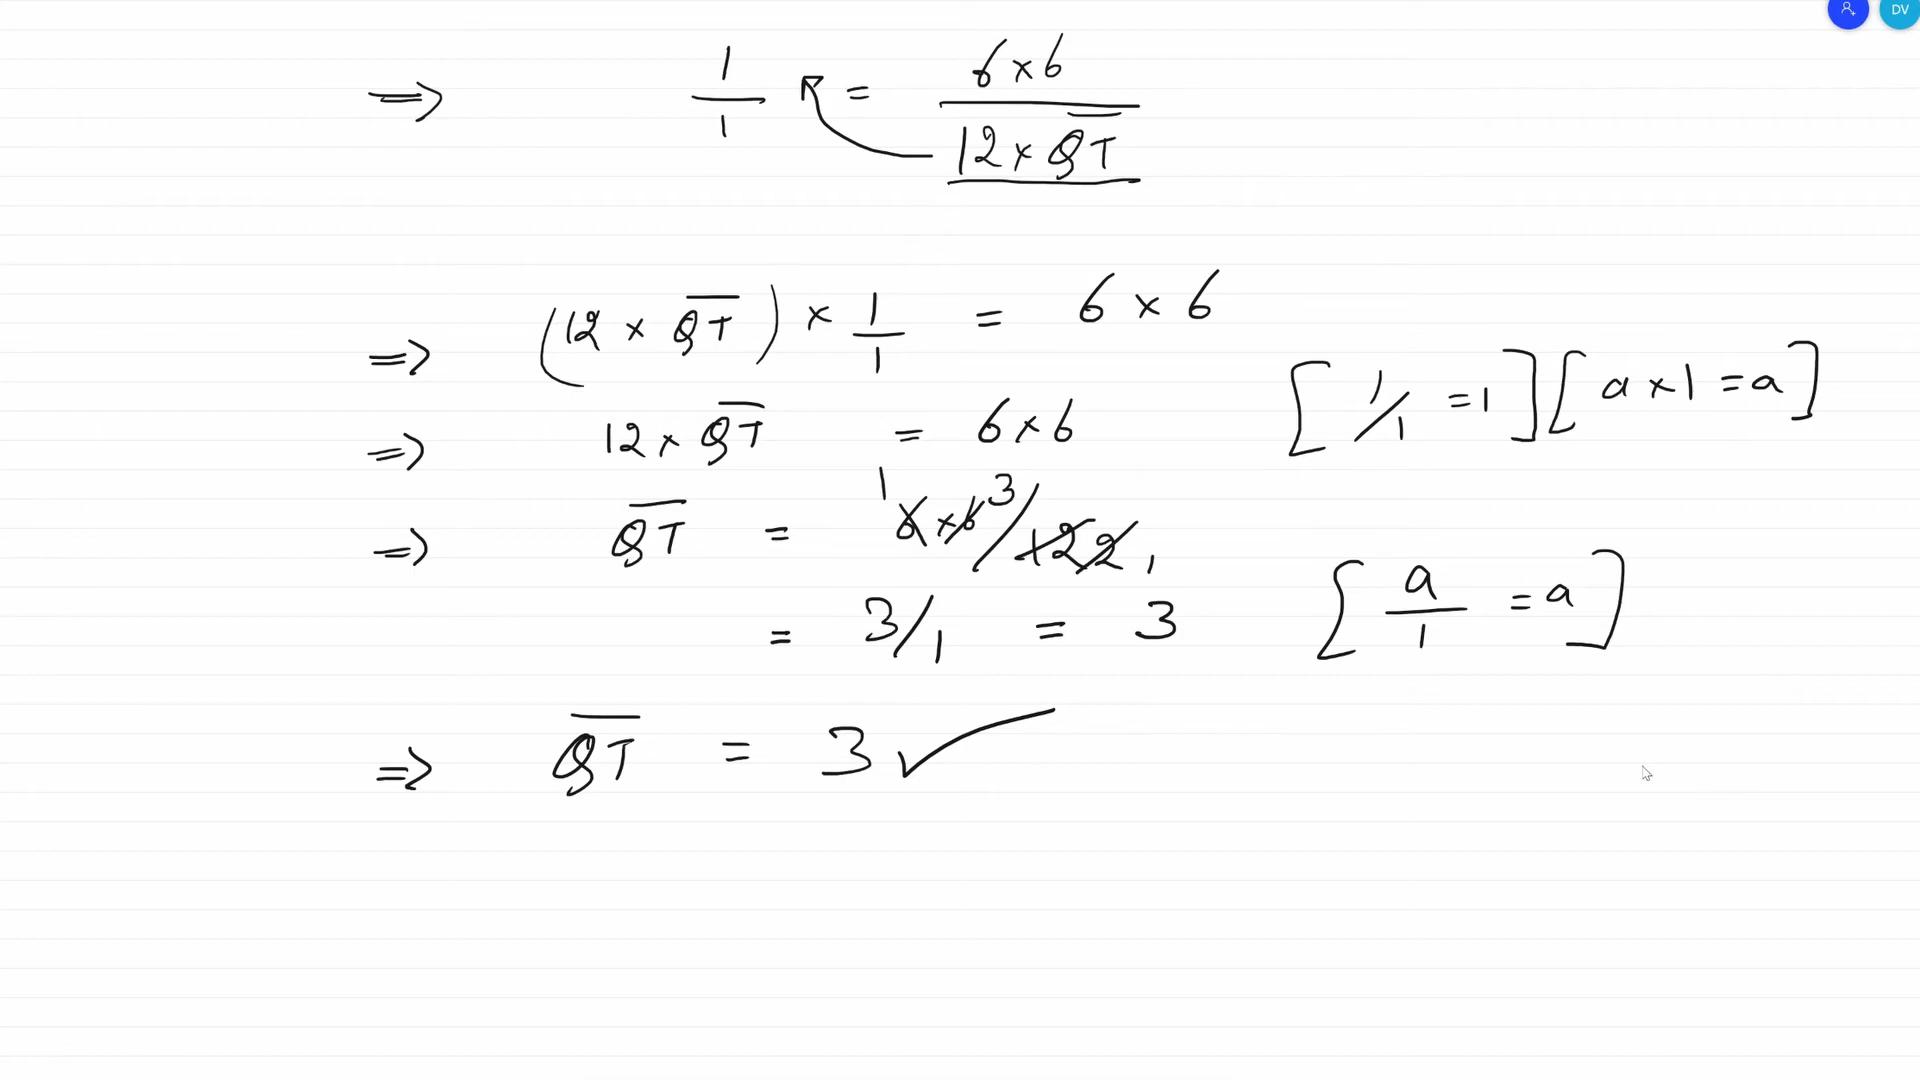 DV
⇒ 1/1 = 6 × 6 / 12 × Q̅T̅
⇒ (12 × Q̅T̅) × 1/1 = 6 × 6
[1/1 = 1] [a × 1 = a]
⇒ 12 × Q̅T̅ = 6 × 6
⇒ Q̅T̅ = 1 6 × 6 3 / 12 2 1
= 3/1 = 3 [a/1 = a]
⇒ Q̅T̅ = 3 ✓